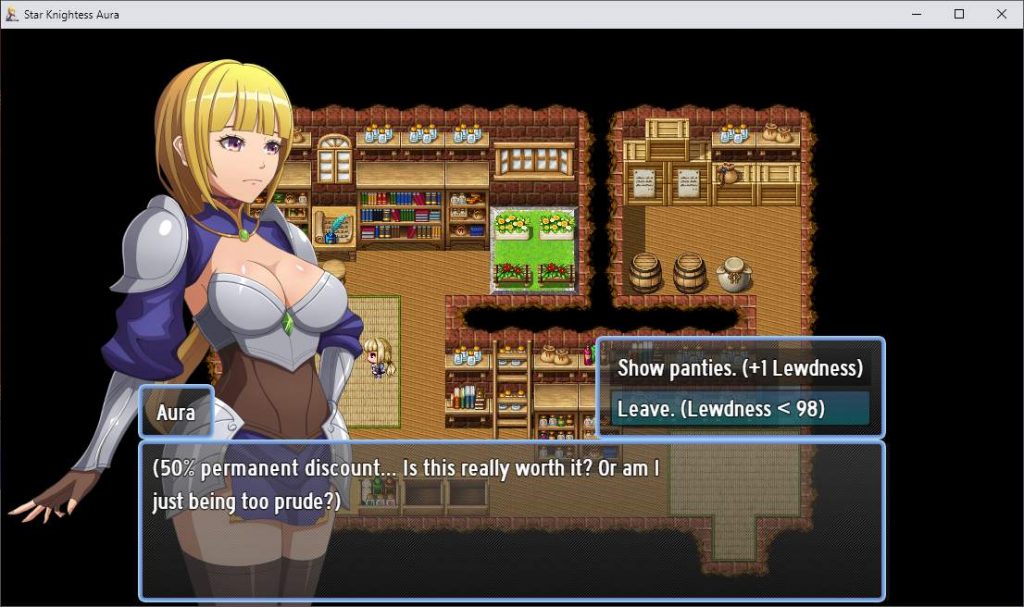 Star Knightess Aura
Show panties. (+1 Lewdness)
Leave. (Lewdness < 98)
Aura
(50% permanent discount... Is this really worth it? Or am I
just being too prude?)